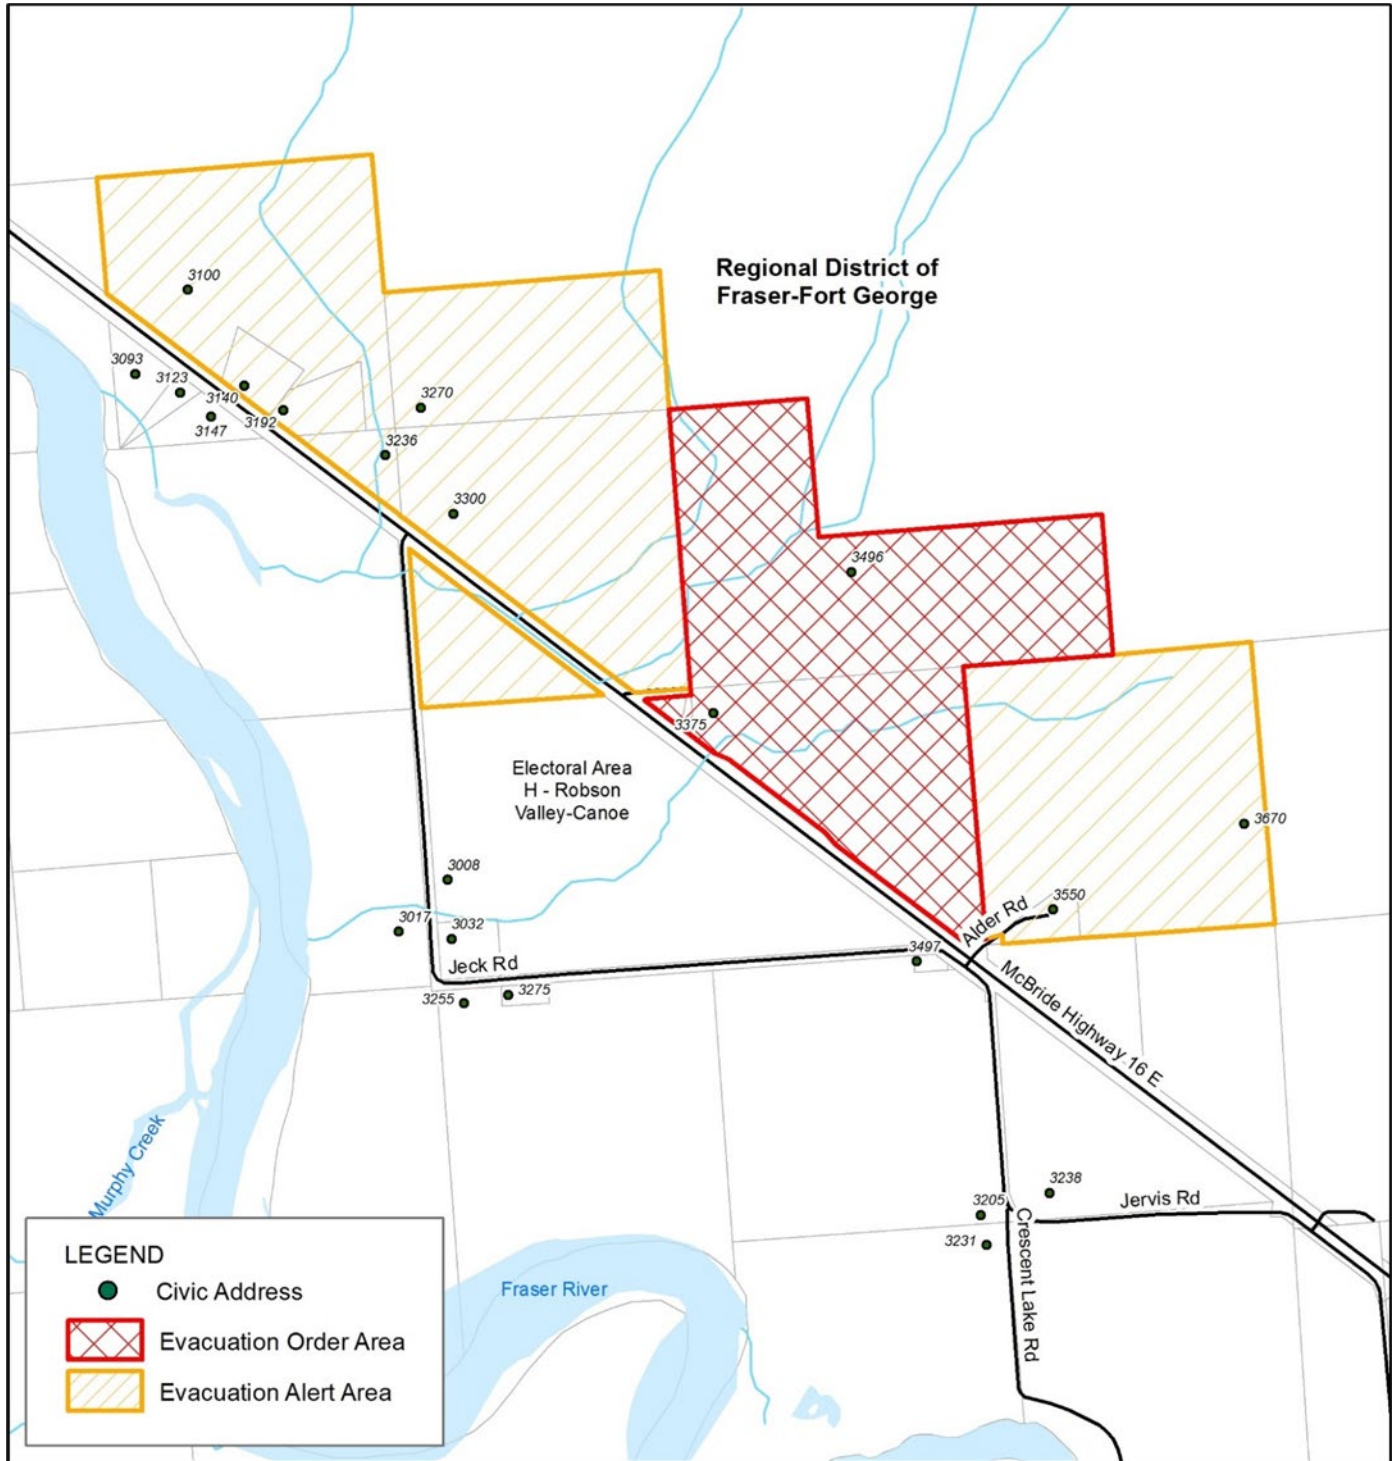 Regional District of
Fraser-Fort George
3100
3093
3123
3140
3147
3192
3270
3236
3300
3496
3375
Electoral Area
H - Robson
Valley-Canoe
3670
3550
Alder Rd
3008
3017
3032
3497
Jeck Rd
3255
3275
McBride Highway 16 E
Murphy Creek
3238
3205
Jervis Rd
3231
Crescent Lake Rd
Fraser River
LEGEND
Civic Address
Evacuation Order Area
Evacuation Alert Area